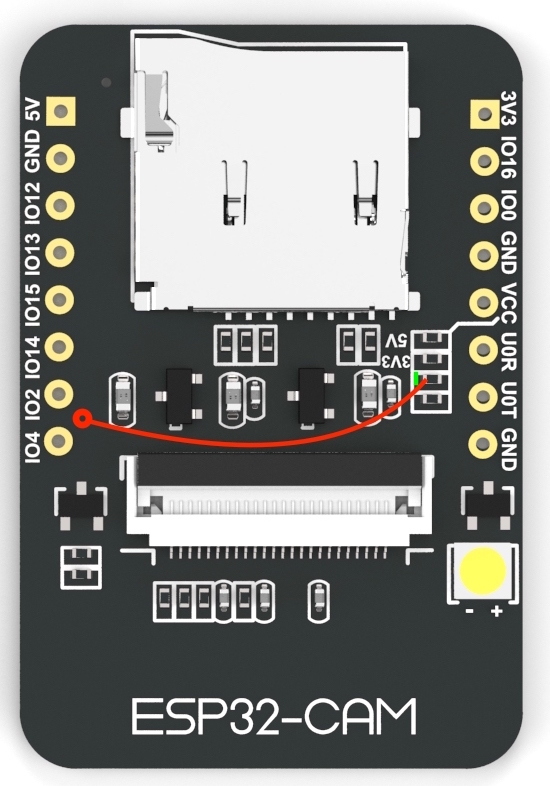 5V
GND
IO12
IO13
IO15
IO14
IO2
IO4
3V3
IO16
IO0
GND
VCC
U0R
U0T
GND
5V
3V3
- +
ESP32-CAM